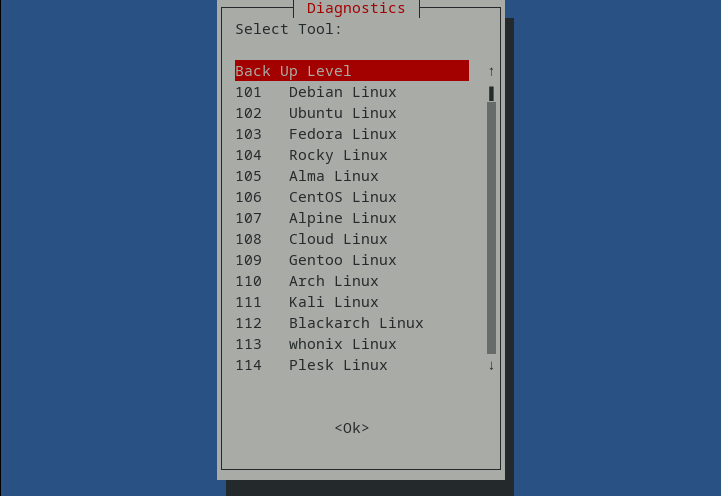 Diagnostics
Select Tool:
Back Up Level ↑
101 Debian Linux
102 Ubuntu Linux
103 Fedora Linux
104 Rocky Linux
105 Alma Linux
106 CentOS Linux
107 Alpine Linux
108 Cloud Linux
109 Gentoo Linux
110 Arch Linux
111 Kali Linux
112 Blackarch Linux
113 whonix Linux
114 Plesk Linux ↓
<Ok>